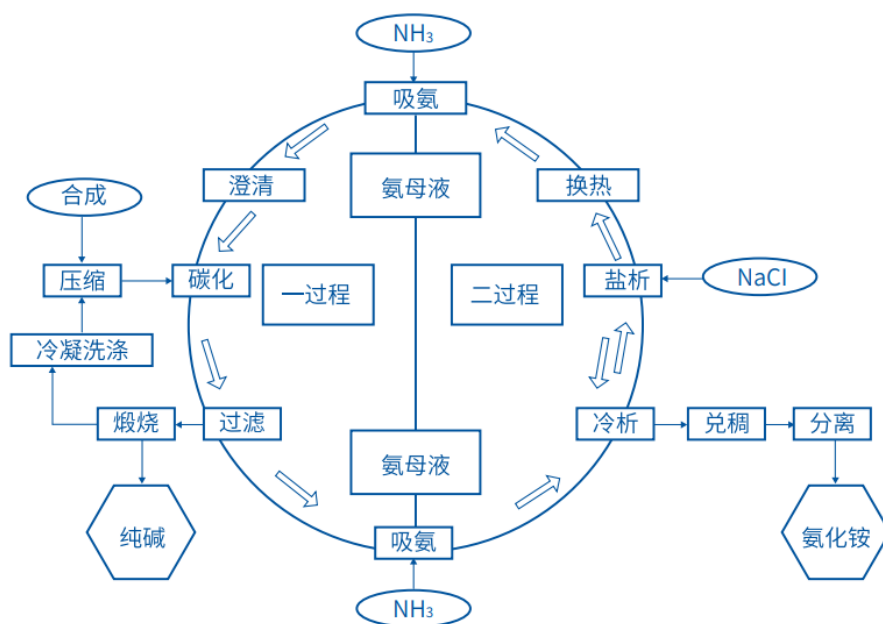 NH₃
吸氨
澄清
氨母液
换热
合成
压缩
碳化
一过程
二过程
盐析
NaCl
冷凝洗涤
煅烧
过滤
氨母液
冷析
兑稠
分离
纯碱
吸氨
氨化铵
NH₃